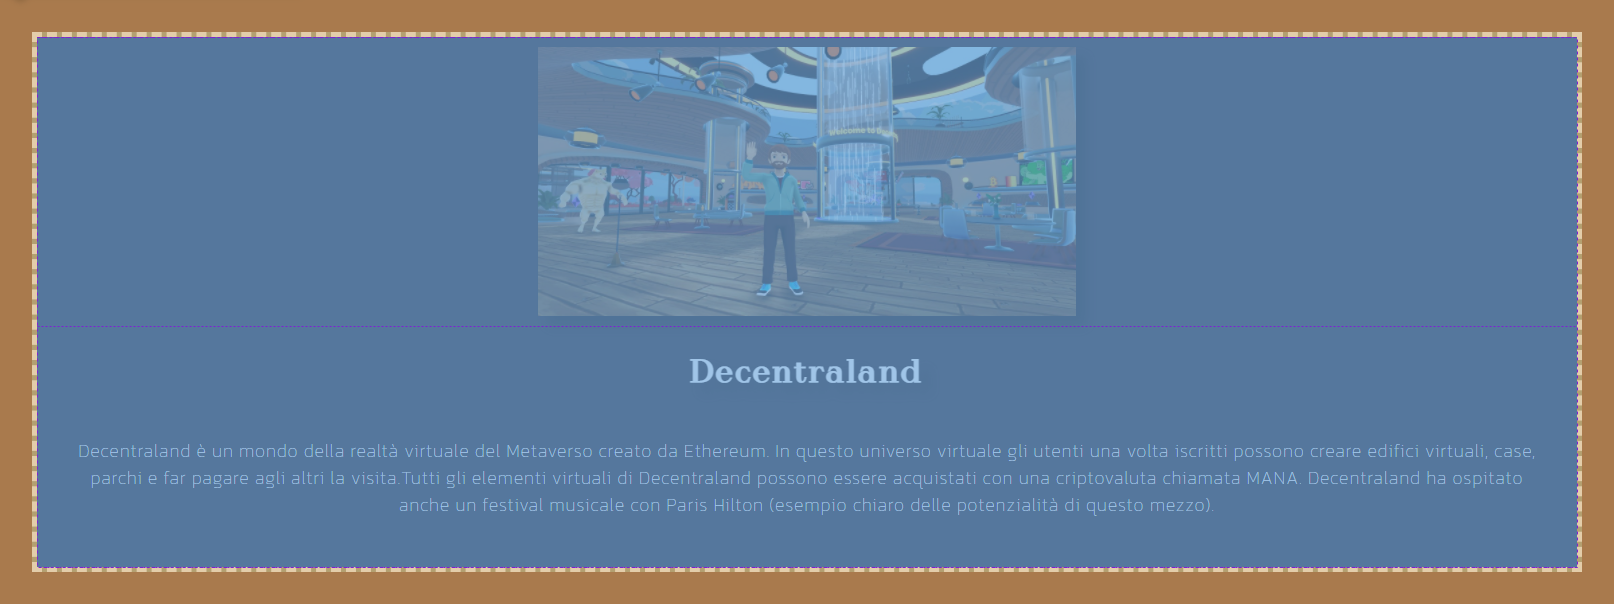 Welcome to
Decentraland
Decentraland è un mondo della realtà virtuale del Metaverso creato da Ethereum. In questo universo virtuale gli utenti una volta iscritti possono creare edifici virtuali, case,
parchi e far pagare agli altri la visita.Tutti gli elementi virtuali di Decentraland possono essere acquistati con una criptovaluta chiamata MANA. Decentraland ha ospitato
anche un festival musicale con Paris Hilton (esempio chiaro delle potenzialità di questo mezzo).